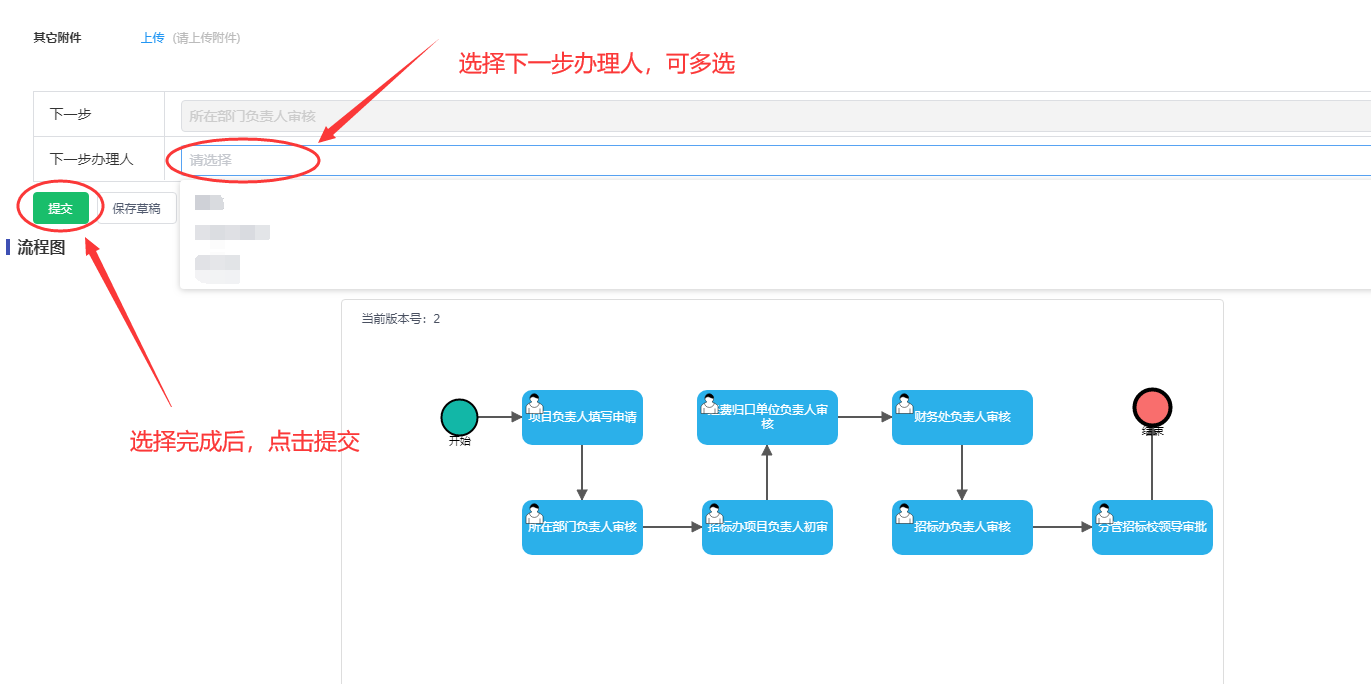 其它附件 上传 (请上传附件)
选择下一步办理人，可多选
下一步 所在部门负责人审核
下一步办理人 请选择
提交 保存草稿
流程图
当前版本号：2
开始
项目负责人填写申请
费归口单位负责人审
核
财务处负责人审核
结束
选择完成后，点击提交
所在部门负责人审核
招标办项目负责人初审
招标办负责人审核
分管招标校领导审批